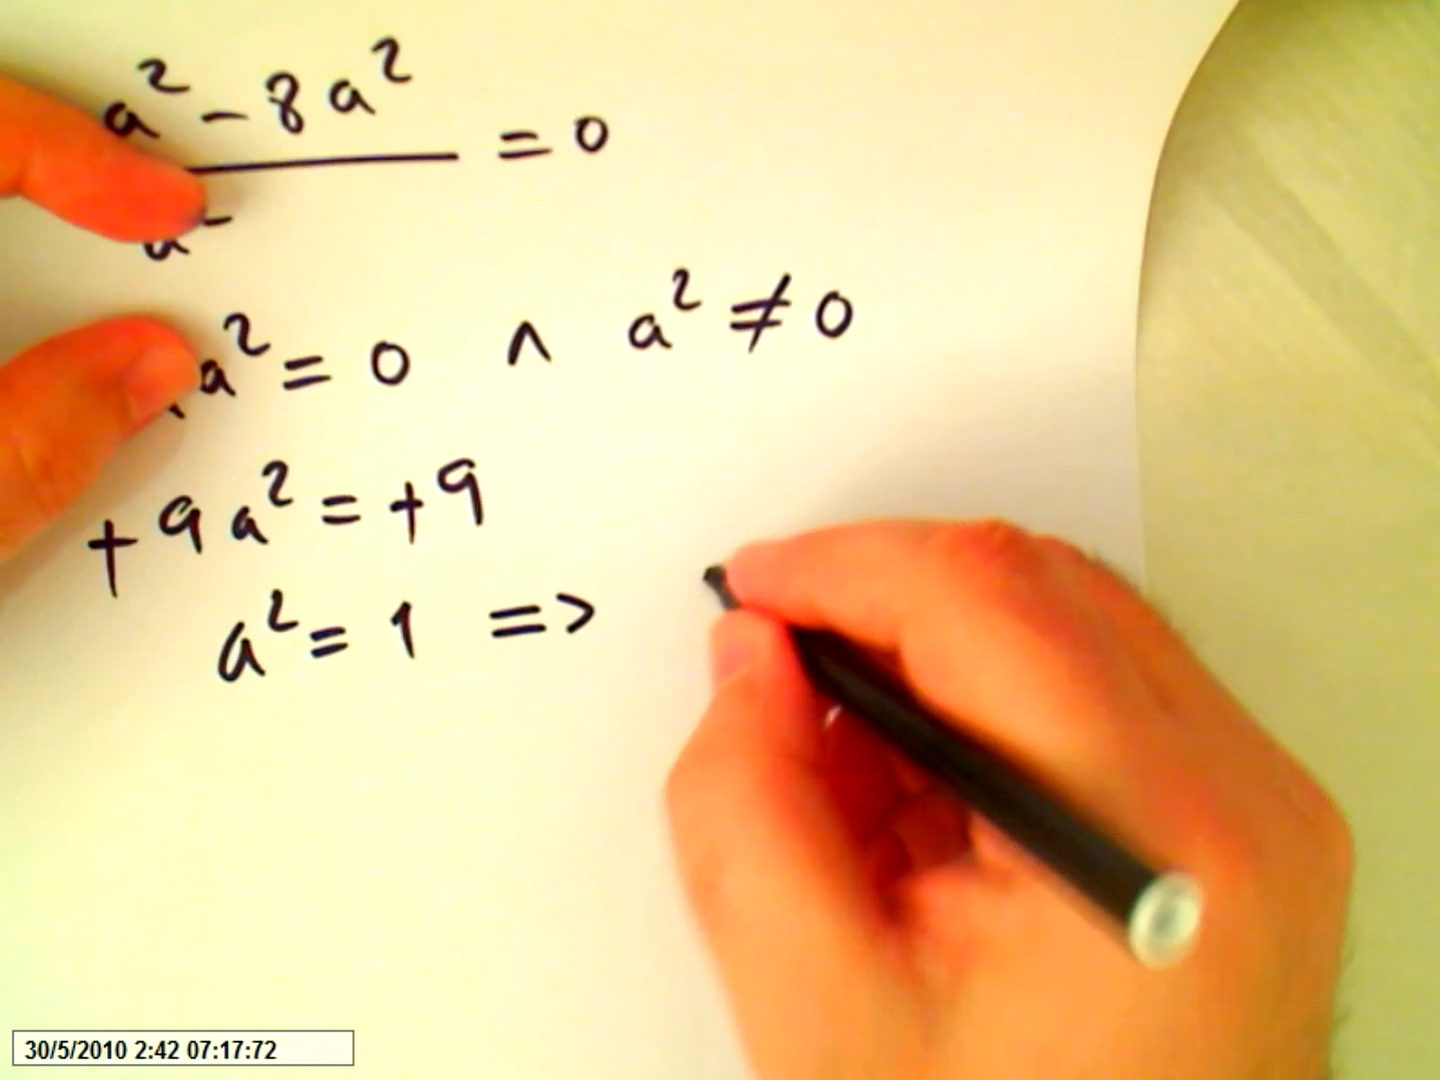 a² - 8a²
= 0
a²
a² = 0 ∧ a² ≠ 0
+9a² = +9
a² = 1 =>
30/5/2010 2:42 07:17:72